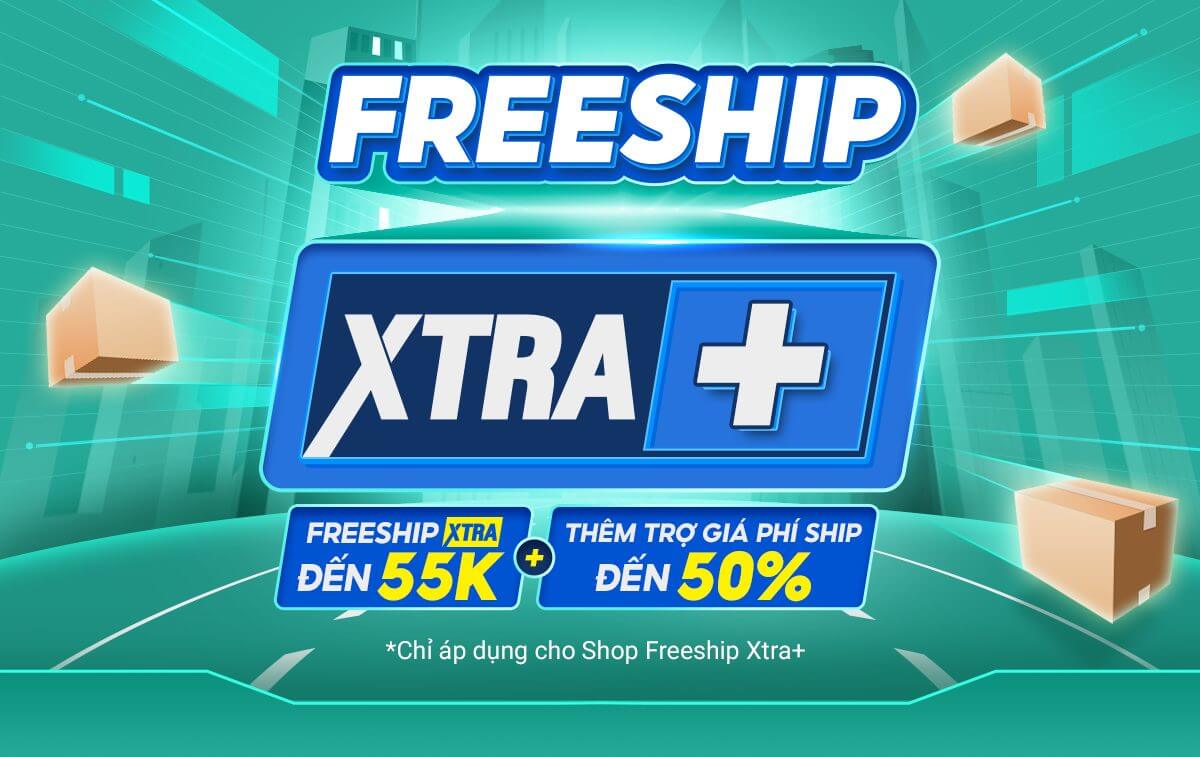 FREESHIP
XTRA +
FREESHIP XTRA
ĐẾN 55K
+
THÊM TRỢ GIÁ PHÍ SHIP
ĐẾN 50%
*Chỉ áp dụng cho Shop Freeship Xtra+